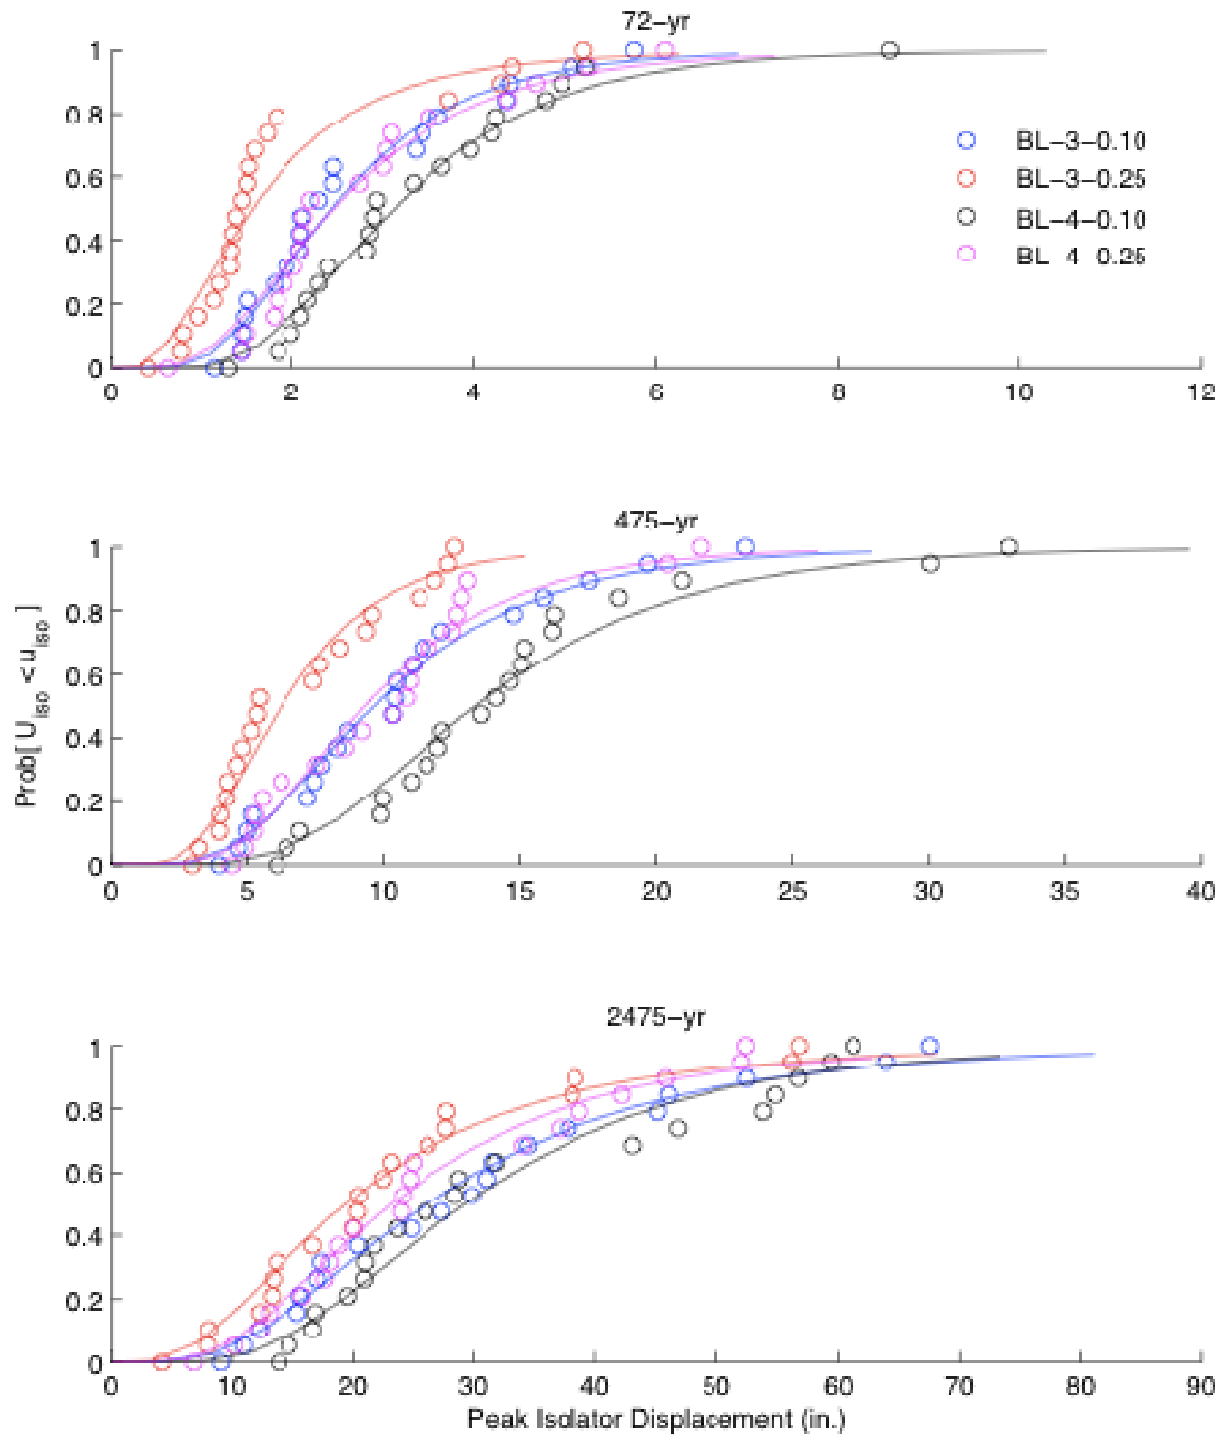 72-yr
1
0.8
0.6
0.4
0.2
0
0 2 4 6 8 10 12
BL-3-0.10
BL-3-0.25
BL-4-0.10
BL-4-0.25
475-yr
Prob[ U_iso < u_iso ]
1
0.8
0.6
0.4
0.2
0
0 5 10 15 20 25 30 35 40
2475-yr
1
0.8
0.6
0.4
0.2
0
0 10 20 30 40 50 60 70 80 90
Peak Isolator Displacement (in.)